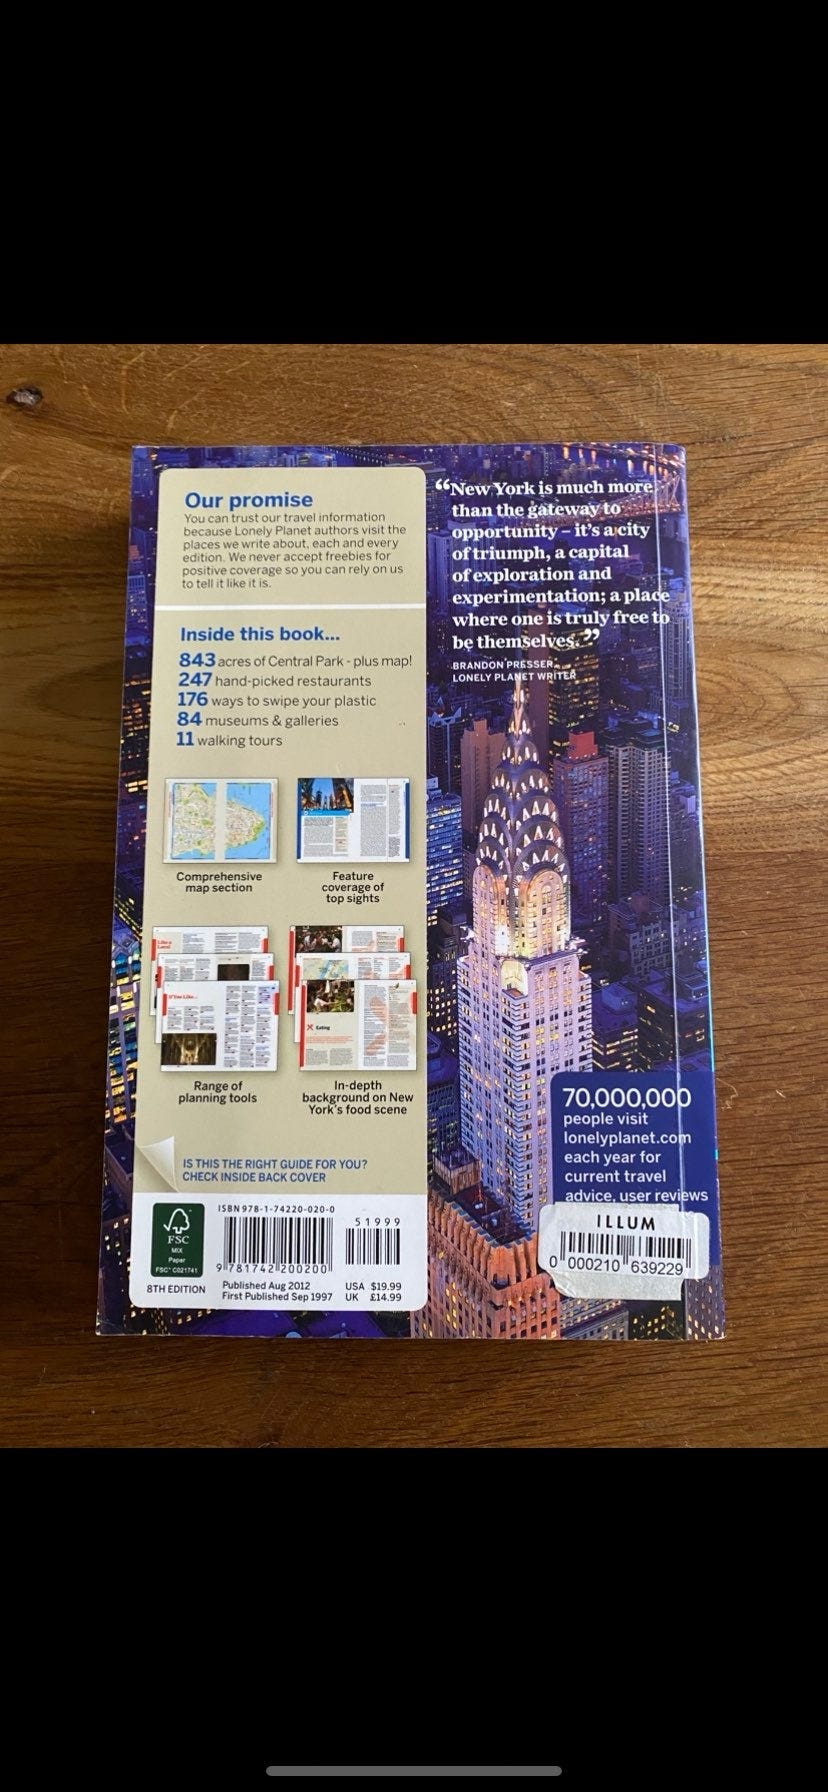 Our promise
You can trust our travel information
because Lonely Planet authors visit the
places we write about, each and every
edition. We never accept freebies for
positive coverage so you can rely on us
to tell it like it is.
Inside this book...
843 acres of Central Park - plus map!
247 hand-picked restaurants
176 ways to swipe your plastic
84 museums & galleries
11 walking tours
Comprehensive
map section
Feature
coverage of
top sights
Like a
Local
If You Like...
Eating
Range of
planning tools
In-depth
background on New
York's food scene
IS THIS THE RIGHT GUIDE FOR YOU?
CHECK INSIDE BACK COVER
FSC
MIX
Paper
FSC® C021741
ISBN 978-1-74220-020-0
51999
9 781742 200200
8TH EDITION
Published Aug 2012
First Published Sep 1997
USA $19.99
UK £14.99
“New York is much more
than the gateway to
opportunity – it's a city
of triumph, a capital
of exploration and
experimentation; a place
where one is truly free to
be themselves.”
BRANDON PRESSER,
LONELY PLANET WRITER
70,000,000
people visit
lonelyplanet.com
each year for
current travel
advice, user reviews
ILLUM
0 000210 639229